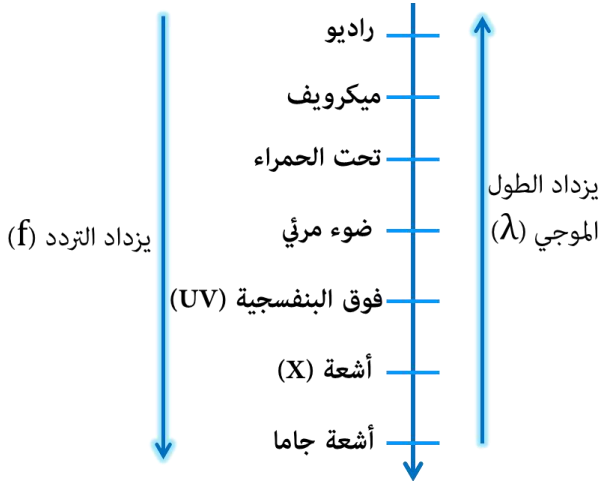 راديو
ميكرويف
تحت الحمراء
ضوء مرئي
فوق البنفسجية (UV)
أشعة (X)
أشعة جاما
يزداد الطول
الموجي (λ)
يزداد التردد (f)